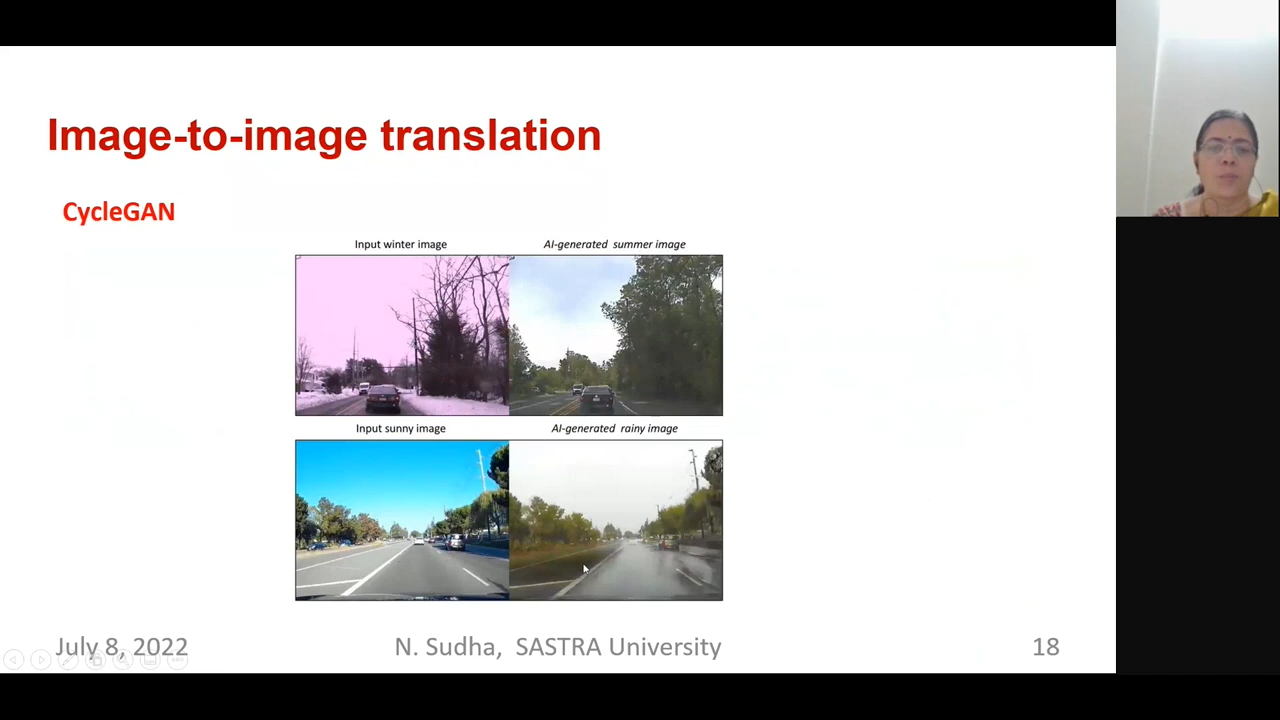 Image-to-image translation
CycleGAN
Input winter image
AI-generated summer image
Input sunny image
AI-generated rainy image
July 8, 2022
N. Sudha, SASTRA University
18